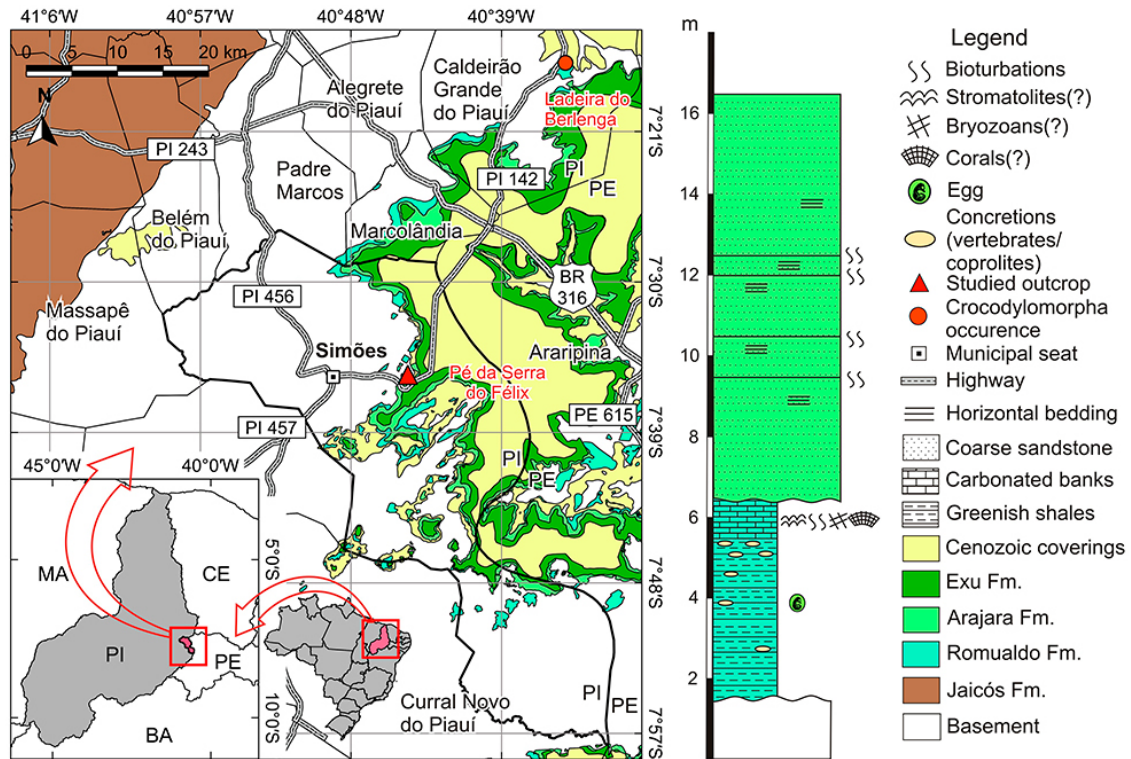 41°6'W
40°57'W
40°48'W
40°39'W
0 5 10 15 20 km
N
Alegrete
do Piauí
Caldeirão
Grande
do Piauí
Ladeira do
Berlenga
7°21'S
PI 243
Padre
Marcos
PI 142
PI
PE
Belém
do Piauí
Marcolândia
BR
316
7°30'S
PI 456
Massapê
do Piauí
Simões
Araripina
Pé da Serra
do Félix
PE 615
PI 457
7°39'S
45°0'W
40°0'W
PI
PE
MA
CE
5°0'S
7°48'S
PI
PE
BA
10°0'S
Curral Novo
do Piauí
PI
PE
7°57'S
m
16
14
12
10
8
6
4
2
Legend
Bioturbations
Stromatolites(?)
Bryozoans(?)
Corals(?)
Egg
Concretions
(vertebrates/
coprolites)
Studied outcrop
Crocodylomorpha
occurence
Municipal seat
Highway
Horizontal bedding
Coarse sandstone
Carbonated banks
Greenish shales
Cenozoic coverings
Exu Fm.
Arajara Fm.
Romualdo Fm.
Jaicós Fm.
Basement